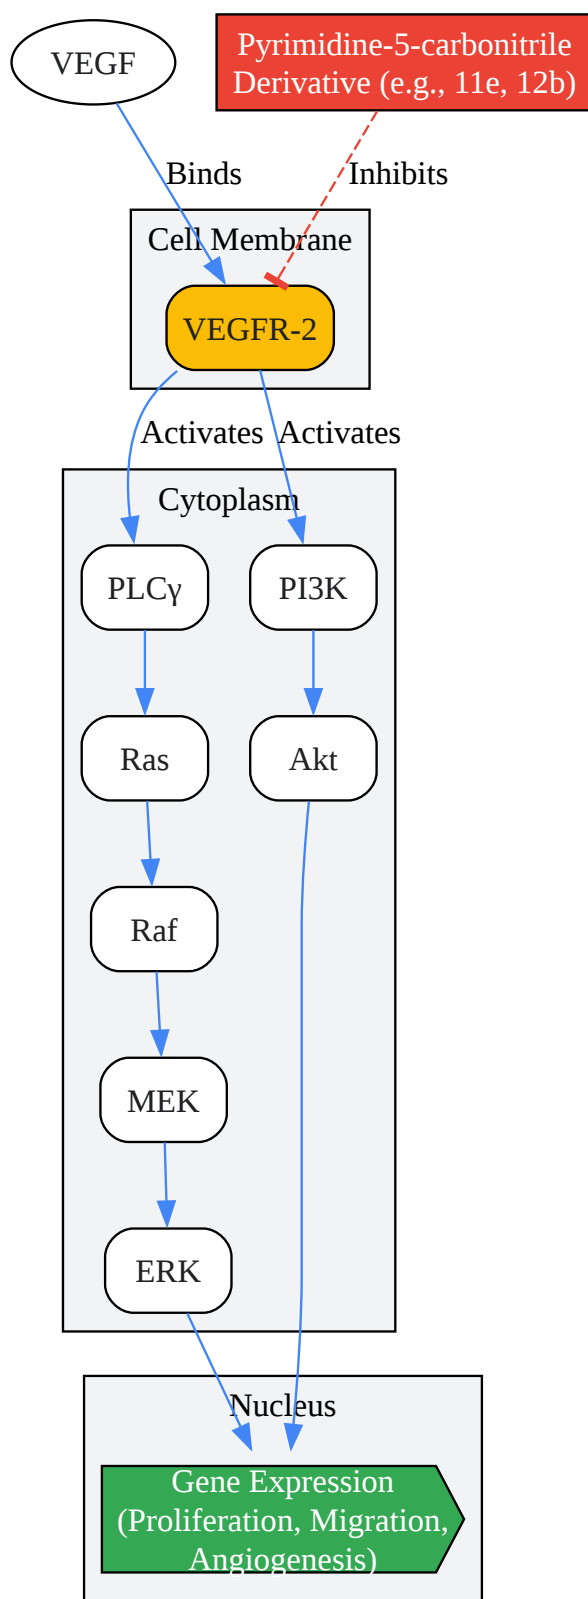 VEGF
Pyrimidine-5-carbonitrile
Derivative (e.g., 11e, 12b)
Binds
Inhibits
Cell Membrane
VEGFR-2
Activates
Activates
Cytoplasm
PLCγ
PI3K
Ras
Akt
Raf
MEK
ERK
Nucleus
Gene Expression
(Proliferation, Migration,
Angiogenesis)